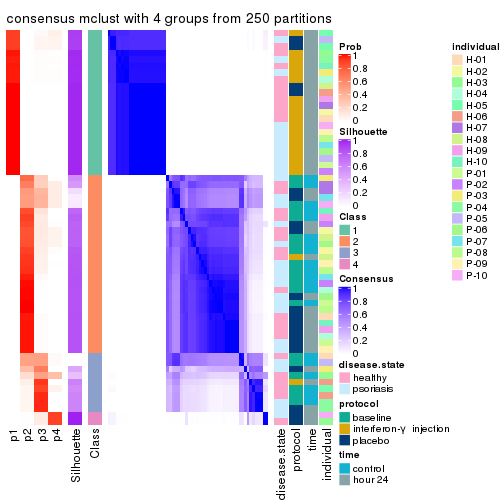 consensus mclust with 4 groups from 250 partitions
p1
p2
p3
p4
Silhouette
Class
disease.state
protocol
time
individual
Prob
1
0.8
0.6
0.4
0.2
0
Silhouette
1
0.8
0.6
0.4
0.2
0
Class
1
2
3
4
Consensus
1
0.8
0.6
0.4
0.2
0
disease.state
healthy
psoriasis
protocol
baseline
interferon-γ injection
placebo
time
control
hour 24
individual
H-01
H-02
H-03
H-04
H-05
H-06
H-07
H-08
H-09
H-10
P-01
P-02
P-03
P-04
P-05
P-06
P-07
P-08
P-09
P-10